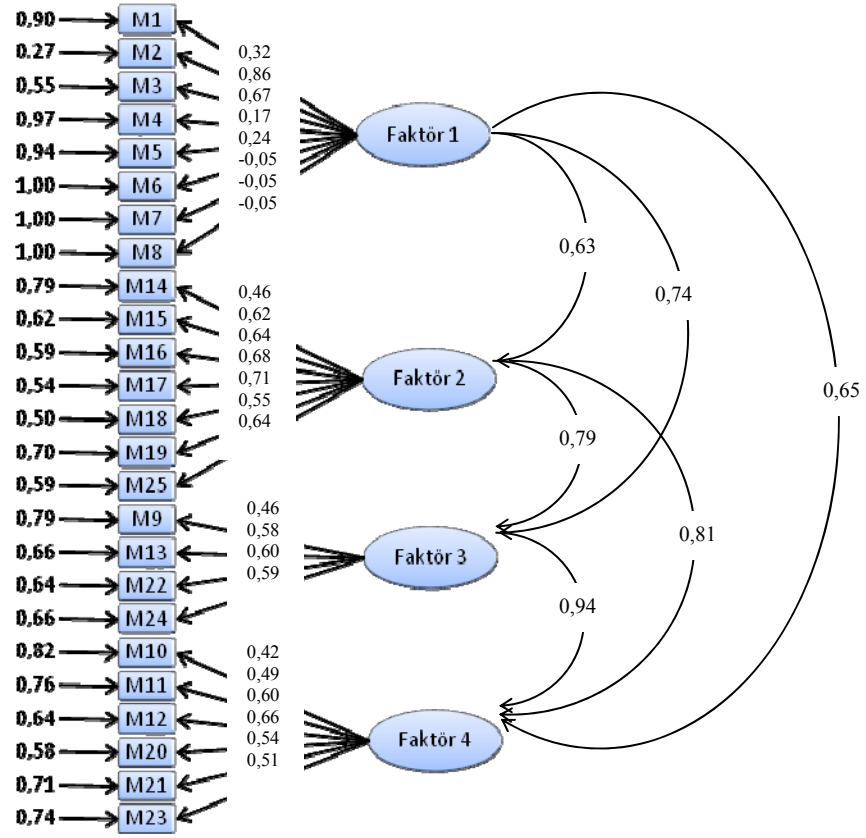 0,90 M1
0.27 M2
0,55 M3
0,97 M4
0,94 M5
1,00 M6
1,00 M7
1,00 M8
0,79 M14
0,62 M15
0,59 M16
0,54 M17
0,50 M18
0,70 M19
0,59 M25
0,79 M9
0,66 M13
0,64 M22
0,66 M24
0,82 M10
0,76 M11
0,64 M12
0,58 M20
0,71 M21
0,74 M23
0,32
0,86
0,67
0,17
0,24
-0,05
-0,05
-0,05
0,46
0,62
0,64
0,68
0,71
0,55
0,64
0,46
0,58
0,60
0,59
0,42
0,49
0,60
0,66
0,54
0,51
Faktör 1
Faktör 2
Faktör 3
Faktör 4
0,63
0,74
0,65
0,79
0,81
0,94